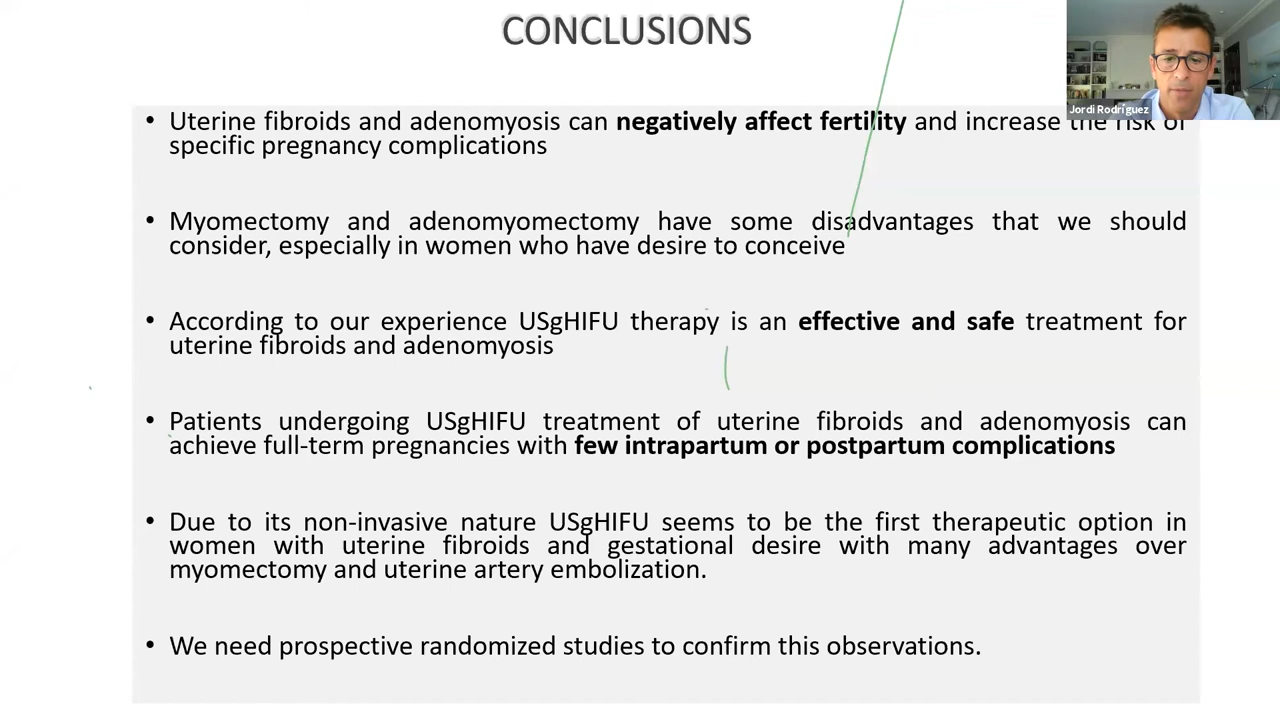 CONCLUSIONS
Jordi Rodríguez
• Uterine fibroids and adenomyosis can negatively affect fertility and increase the risk of
specific pregnancy complications
• Myomectomy and adenomyomectomy have some disadvantages that we should
consider, especially in women who have desire to conceive
• According to our experience USgHIFU therapy is an effective and safe treatment for
uterine fibroids and adenomyosis
• Patients undergoing USgHIFU treatment of uterine fibroids and adenomyosis can
achieve full-term pregnancies with few intrapartum or postpartum complications
• Due to its non-invasive nature USgHIFU seems to be the first therapeutic option in
women with uterine fibroids and gestational desire with many advantages over
myomectomy and uterine artery embolization.
• We need prospective randomized studies to confirm this observations.